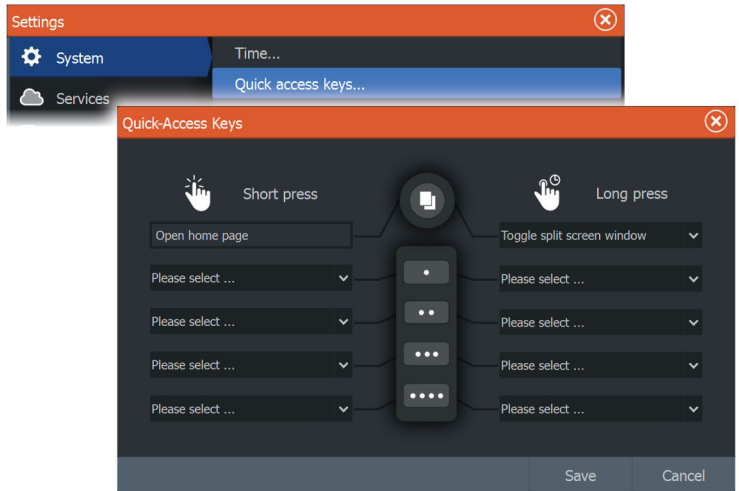 Settings
System
Time...
Quick access keys...
Services
Quick-Access Keys
Short press
Long press
Open home page
Toggle split screen window
Please select ...
Please select ...
Please select ...
Please select ...
Please select ...
Please select ...
Please select ...
Please select ...
Save
Cancel